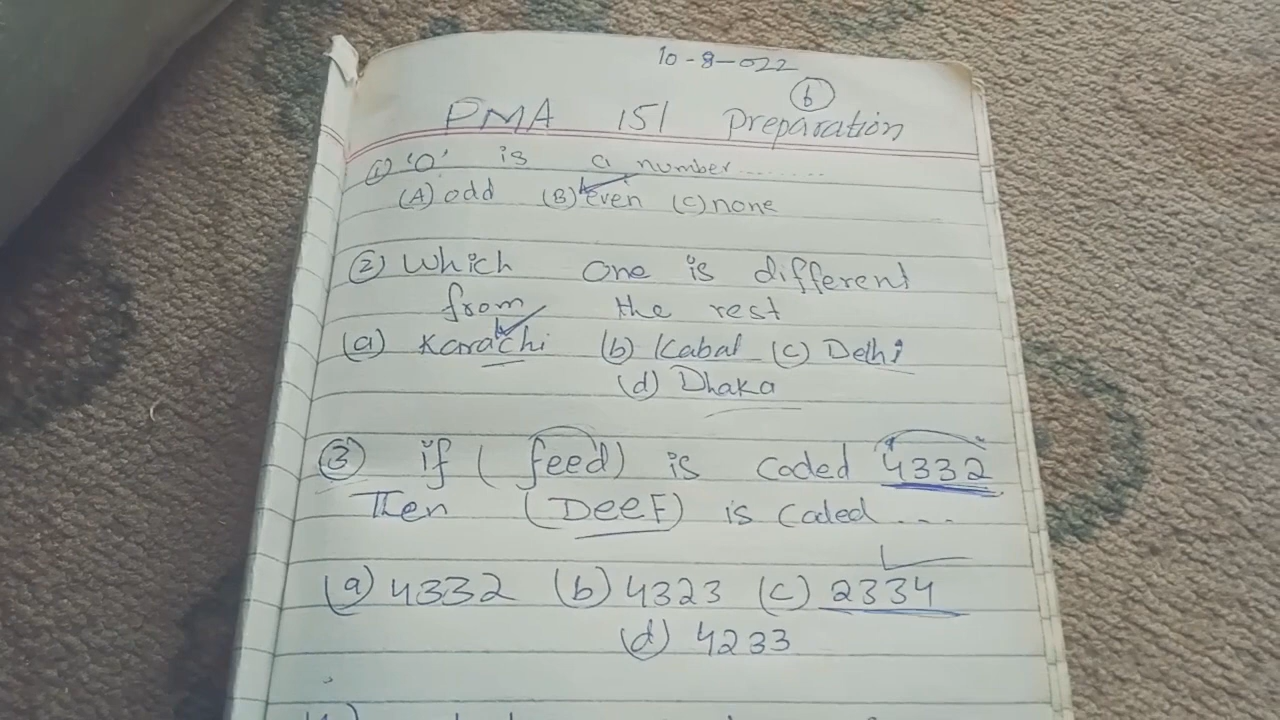 10-8-022
6
PMA 151 Preparation
① '0' is a number........
(A) odd (B) even (C) none
② Which one is different
from the rest
(a) Karachi (b) Kabal (c) Delhi
(d) Dhaka
③ if (feed) is coded 4332
Then (DeeF) is Coded ....
(a) 4332 (b) 4323 (c) 2334
(d) 4233